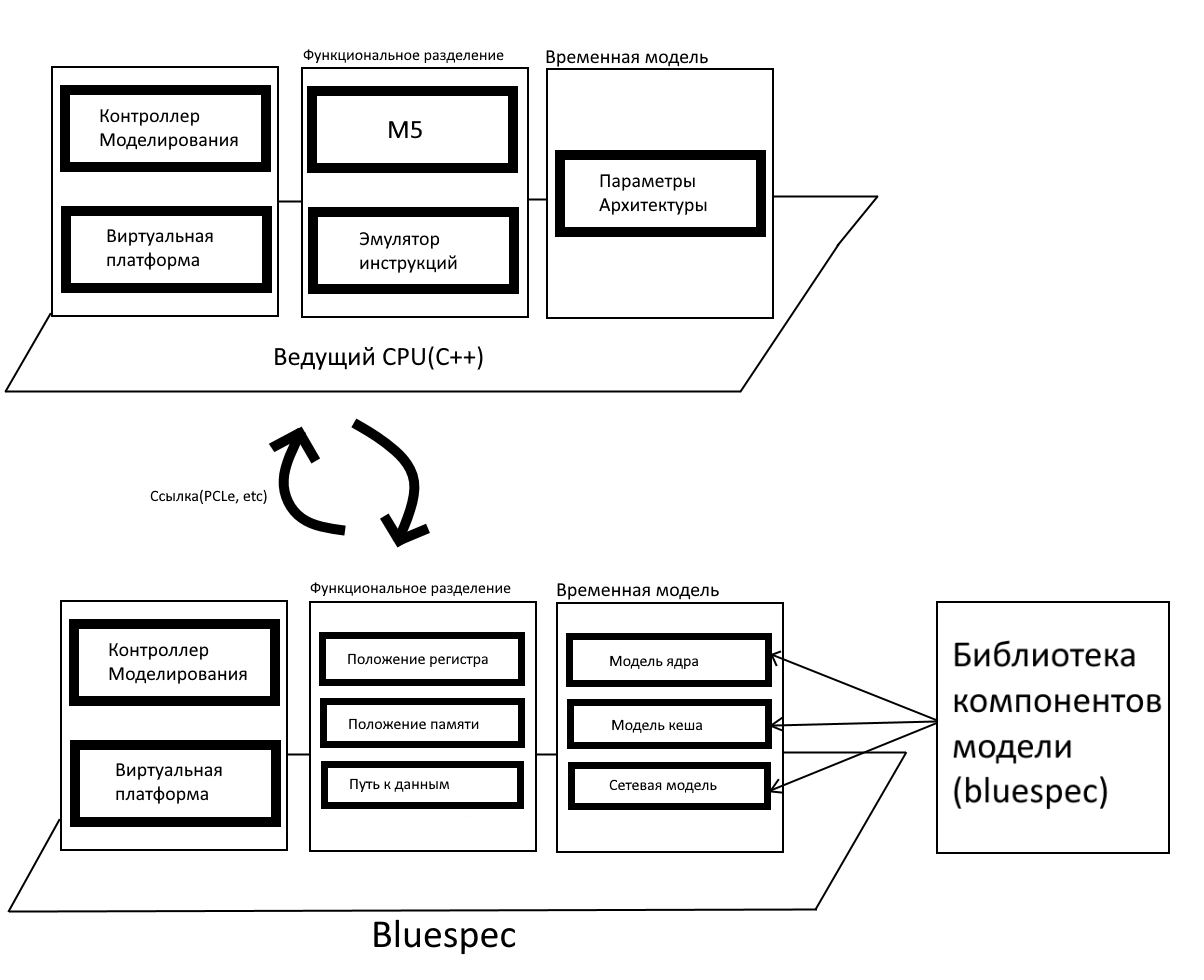 Функциональное разделение
Временная модель
Контроллер
Моделирования
M5
Параметры
Архитектуры
Виртуальная
платформа
Эмулятор
инструкций
Ведущий CPU(C++)
Ссылка(PCLe, etc)
Функциональное разделение
Временная модель
Контроллер
Моделирования
Положение регистра
Модель ядра
Положение памяти
Модель кеша
Виртуальная
платформа
Путь к данным
Сетевая модель
Библиотека
компонентов
модели
(bluespec)
Bluespec